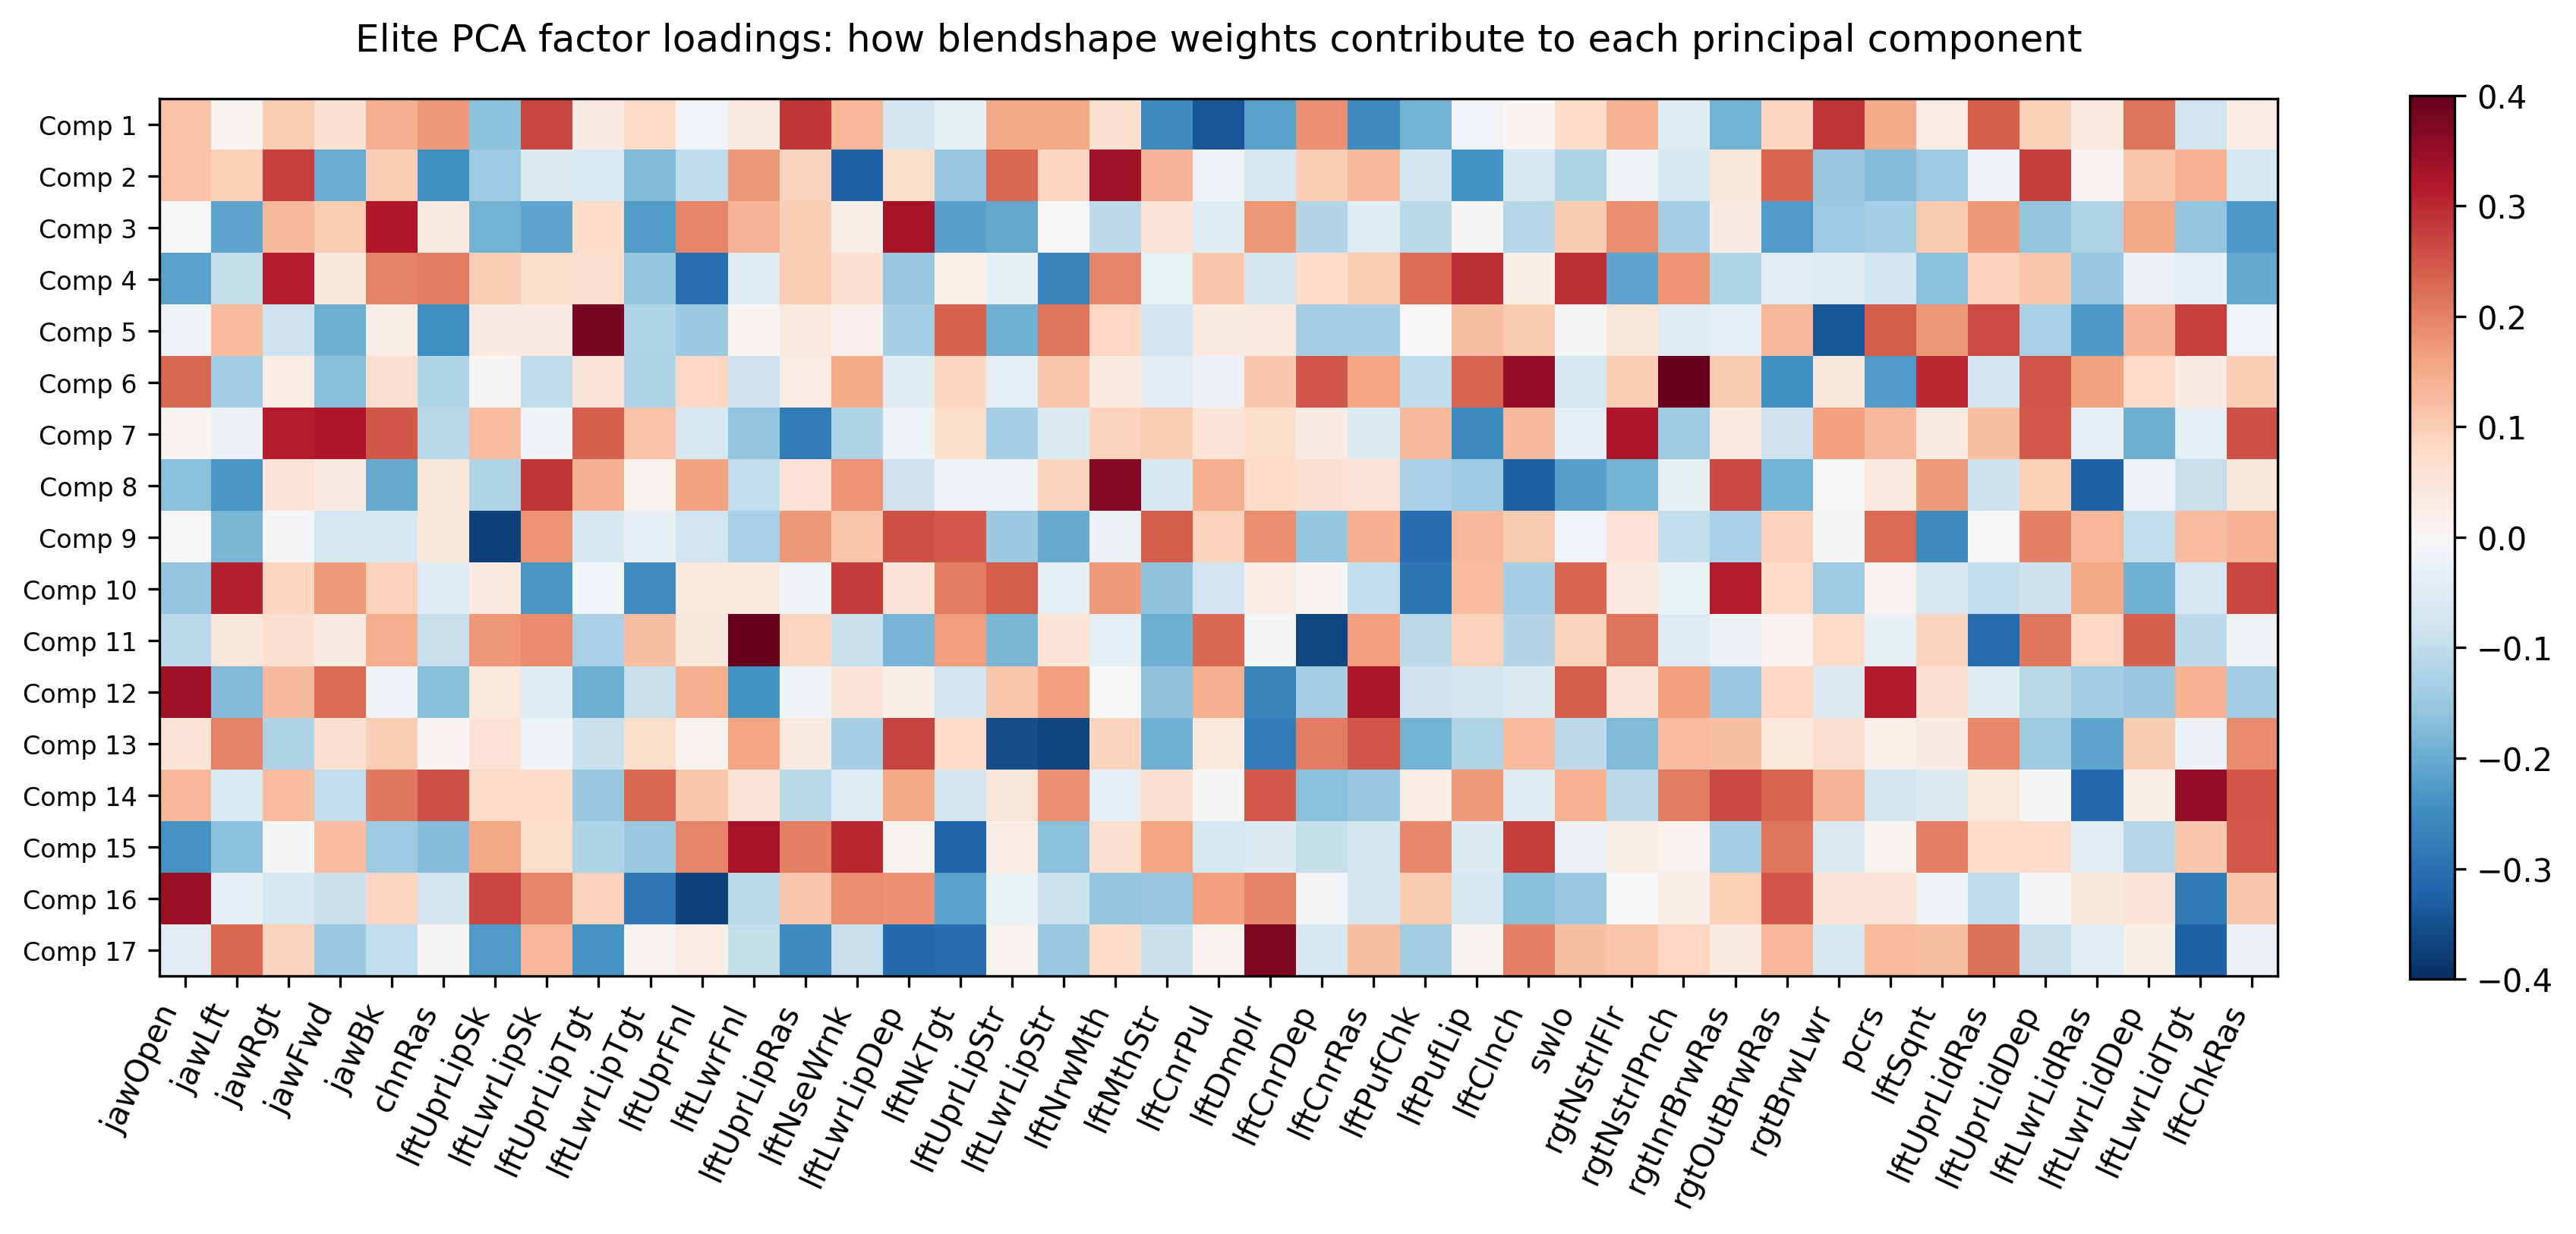 Elite PCA factor loadings: how blendshape weights contribute to each principal component
Comp 1
Comp 2
Comp 3
Comp 4
Comp 5
Comp 6
Comp 7
Comp 8
Comp 9
Comp 10
Comp 11
Comp 12
Comp 13
Comp 14
Comp 15
Comp 16
Comp 17
jawOpen
jawLft
jawRgt
jawFwd
jawBk
chnRas
lftUprLipSk
lftLwrLipSk
lftUprLipTgt
lftLwrLipTgt
lftUprFnl
lftLwrFnl
lftUprLipRas
lftNseWrnk
lftLwrLipDep
lftNkTgt
lftUprLipStr
lftLwrLipStr
lftNrwMth
lftMthStr
lftCnrPul
lftDmplr
lftCnrDep
lftCnrRas
lftPufChk
lftPufLip
lftClnch
swlo
rgtNstrlFlr
rgtNstrlPnch
rgtInrBrwRas
rgtOutBrwRas
rgtBrwLwr
pcrs
lftSqnt
lftUprLidRas
lftUprLidDep
lftLwrLidRas
lftLwrLidDep
lftLwrLidTgt
lftChkRas
0.4
0.3
0.2
0.1
0.0
−0.1
−0.2
−0.3
−0.4